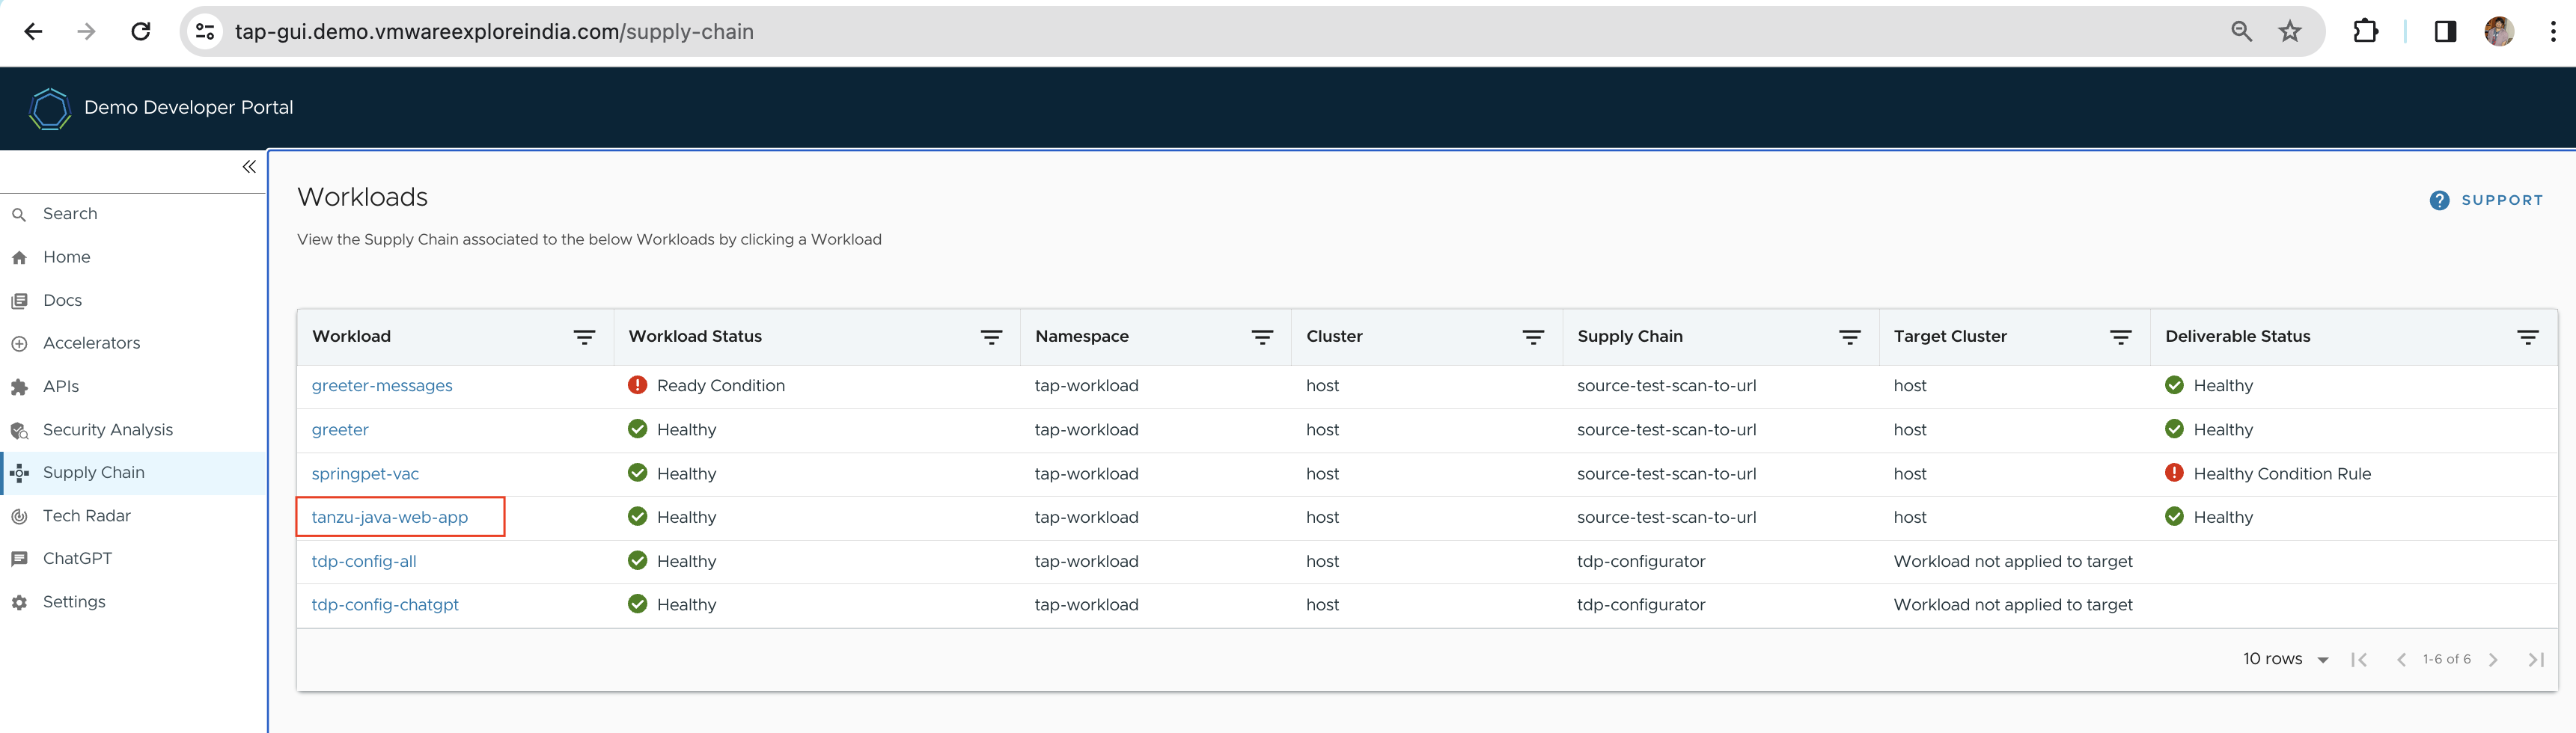 tap-gui.demo.vmwareexploreindia.com/supply-chain
Demo Developer Portal
Search
Home
Docs
Accelerators
APIs
Security Analysis
Supply Chain
Tech Radar
ChatGPT
Settings
Workloads
SUPPORT
View the Supply Chain associated to the below Workloads by clicking a Workload
Workload Workload Status Namespace Cluster Supply Chain Target Cluster Deliverable Status
greeter-messages Ready Condition tap-workload host source-test-scan-to-url host Healthy
greeter Healthy tap-workload host source-test-scan-to-url host Healthy
springpet-vac Healthy tap-workload host source-test-scan-to-url host Healthy Condition Rule
tanzu-java-web-app Healthy tap-workload host source-test-scan-to-url host Healthy
tdp-config-all Healthy tap-workload host tdp-configurator Workload not applied to target
tdp-config-chatgpt Healthy tap-workload host tdp-configurator Workload not applied to target
10 rows 1-6 of 6